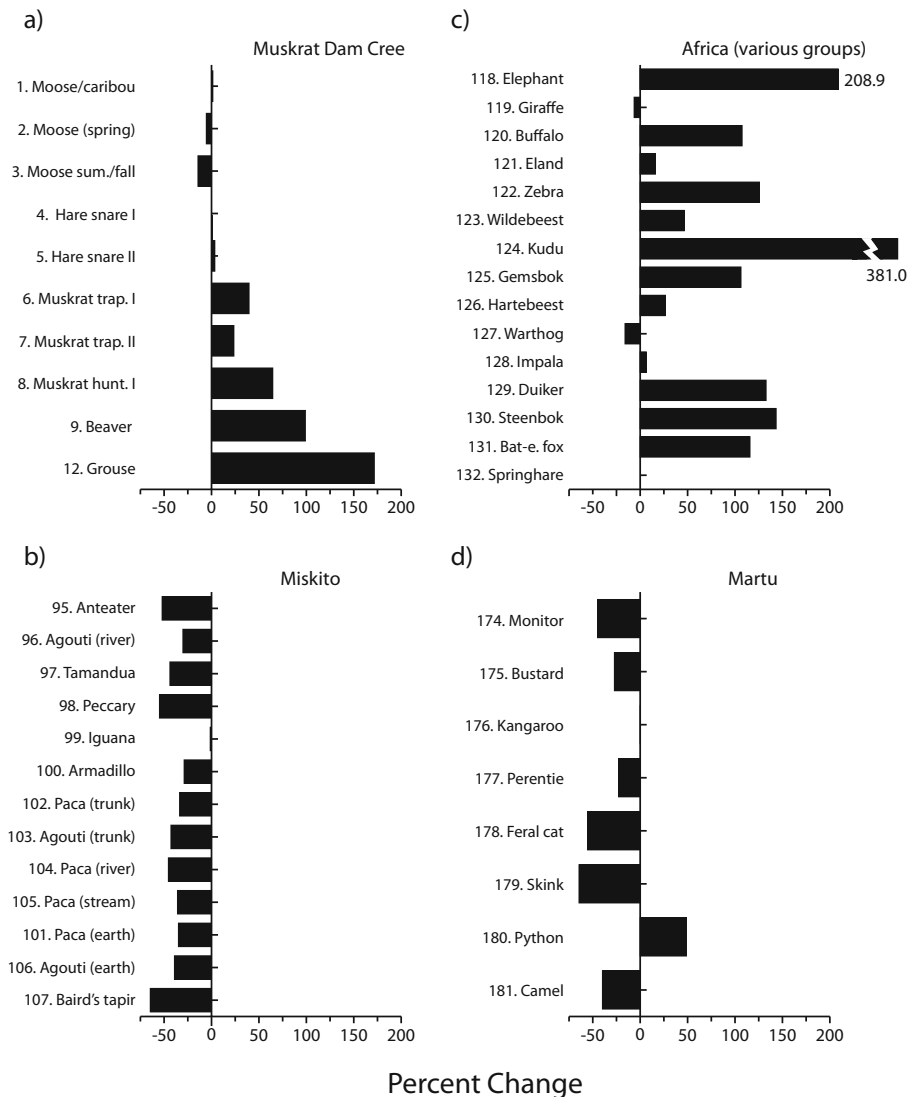 a)
Muskrat Dam Cree
1. Moose/caribou
2. Moose (spring)
3. Moose sum./fall
4. Hare snare I
5. Hare snare II
6. Muskrat trap. I
7. Muskrat trap. II
8. Muskrat hunt. I
9. Beaver
12. Grouse
-50 0 50 100 150 200
b)
Miskito
95. Anteater
96. Agouti (river)
97. Tamandua
98. Peccary
99. Iguana
100. Armadillo
102. Paca (trunk)
103. Agouti (trunk)
104. Paca (river)
105. Paca (stream)
101. Paca (earth)
106. Agouti (earth)
107. Baird's tapir
-50 0 50 100 150 200
c)
Africa (various groups)
118. Elephant 208.9
119. Giraffe
120. Buffalo
121. Eland
122. Zebra
123. Wildebeest
124. Kudu
381.0
125. Gemsbok
126. Hartebeest
127. Warthog
128. Impala
129. Duiker
130. Steenbok
131. Bat-e. fox
132. Springhare
-50 0 50 100 150 200
d)
Martu
174. Monitor
175. Bustard
176. Kangaroo
177. Perentie
178. Feral cat
179. Skink
180. Python
181. Camel
-50 0 50 100 150 200
Percent Change